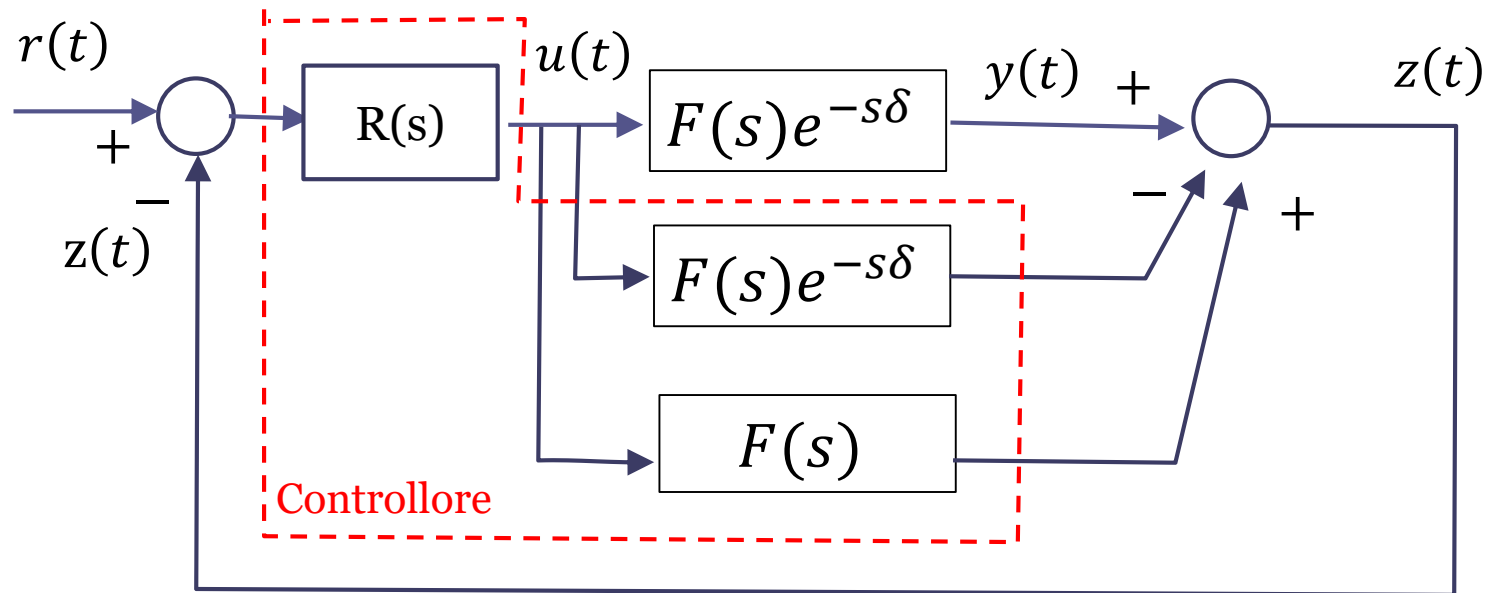 r(t)
+
−
z(t)
R(s)
u(t)
F(s)e^{−sδ}
y(t)
+
z(t)
−
+
F(s)e^{−sδ}
F(s)
Controllore